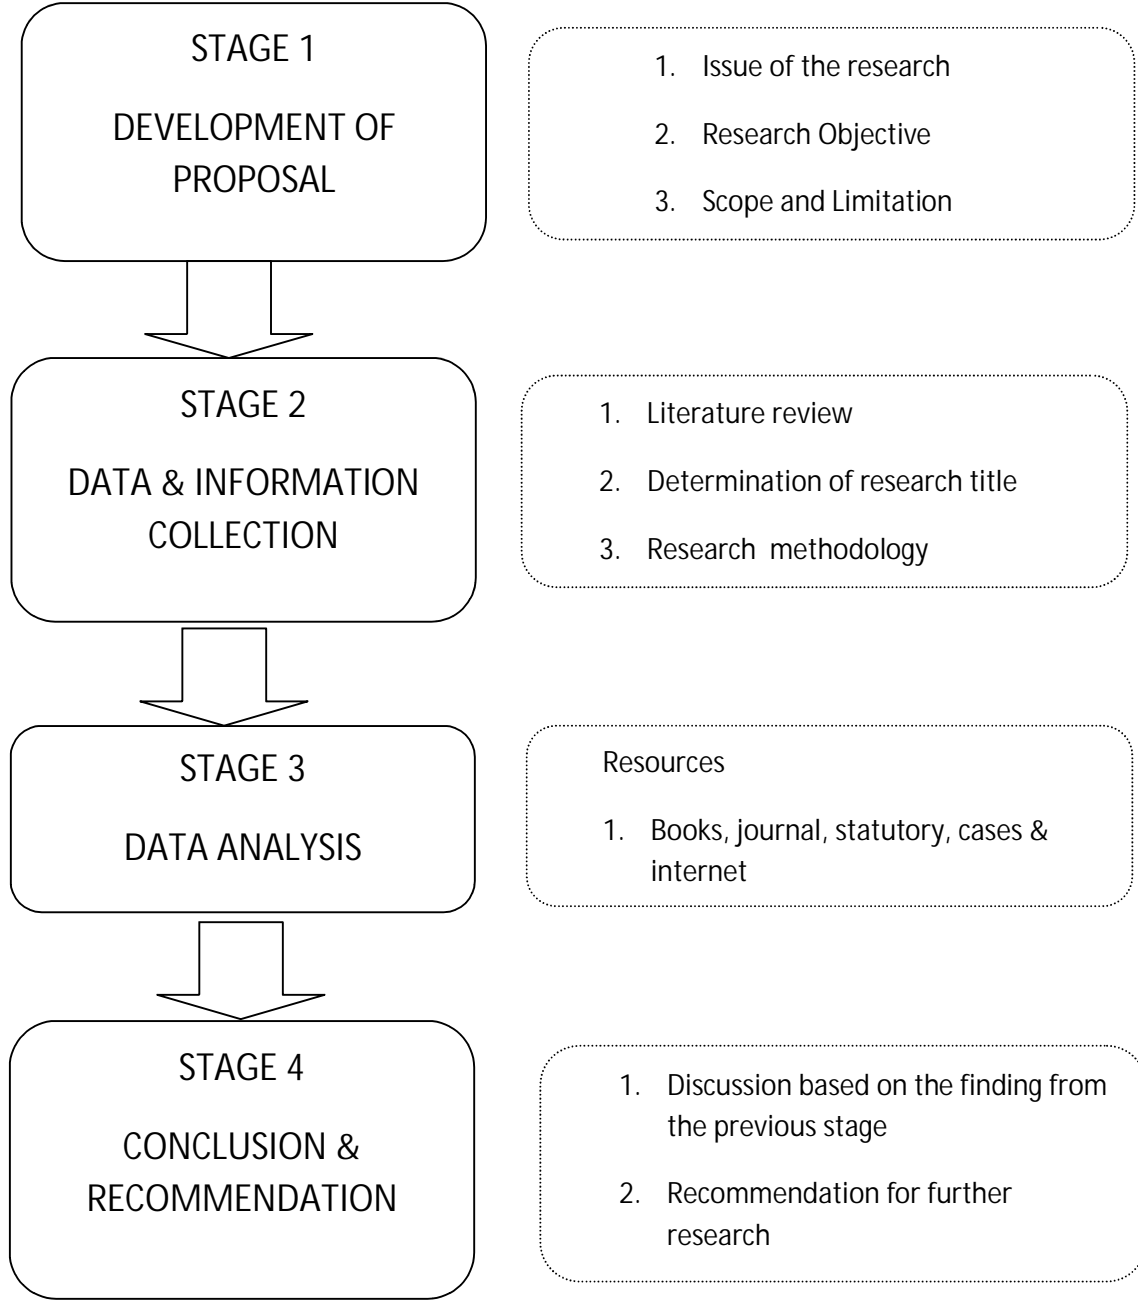 STAGE 1
DEVELOPMENT OF
PROPOSAL
1. Issue of the research
2. Research Objective
3. Scope and Limitation
STAGE 2
DATA & INFORMATION
COLLECTION
1. Literature review
2. Determination of research title
3. Research methodology
STAGE 3
DATA ANALYSIS
Resources
1. Books, journal, statutory, cases &
internet
STAGE 4
CONCLUSION &
RECOMMENDATION
1. Discussion based on the finding from
the previous stage
2. Recommendation for further
research